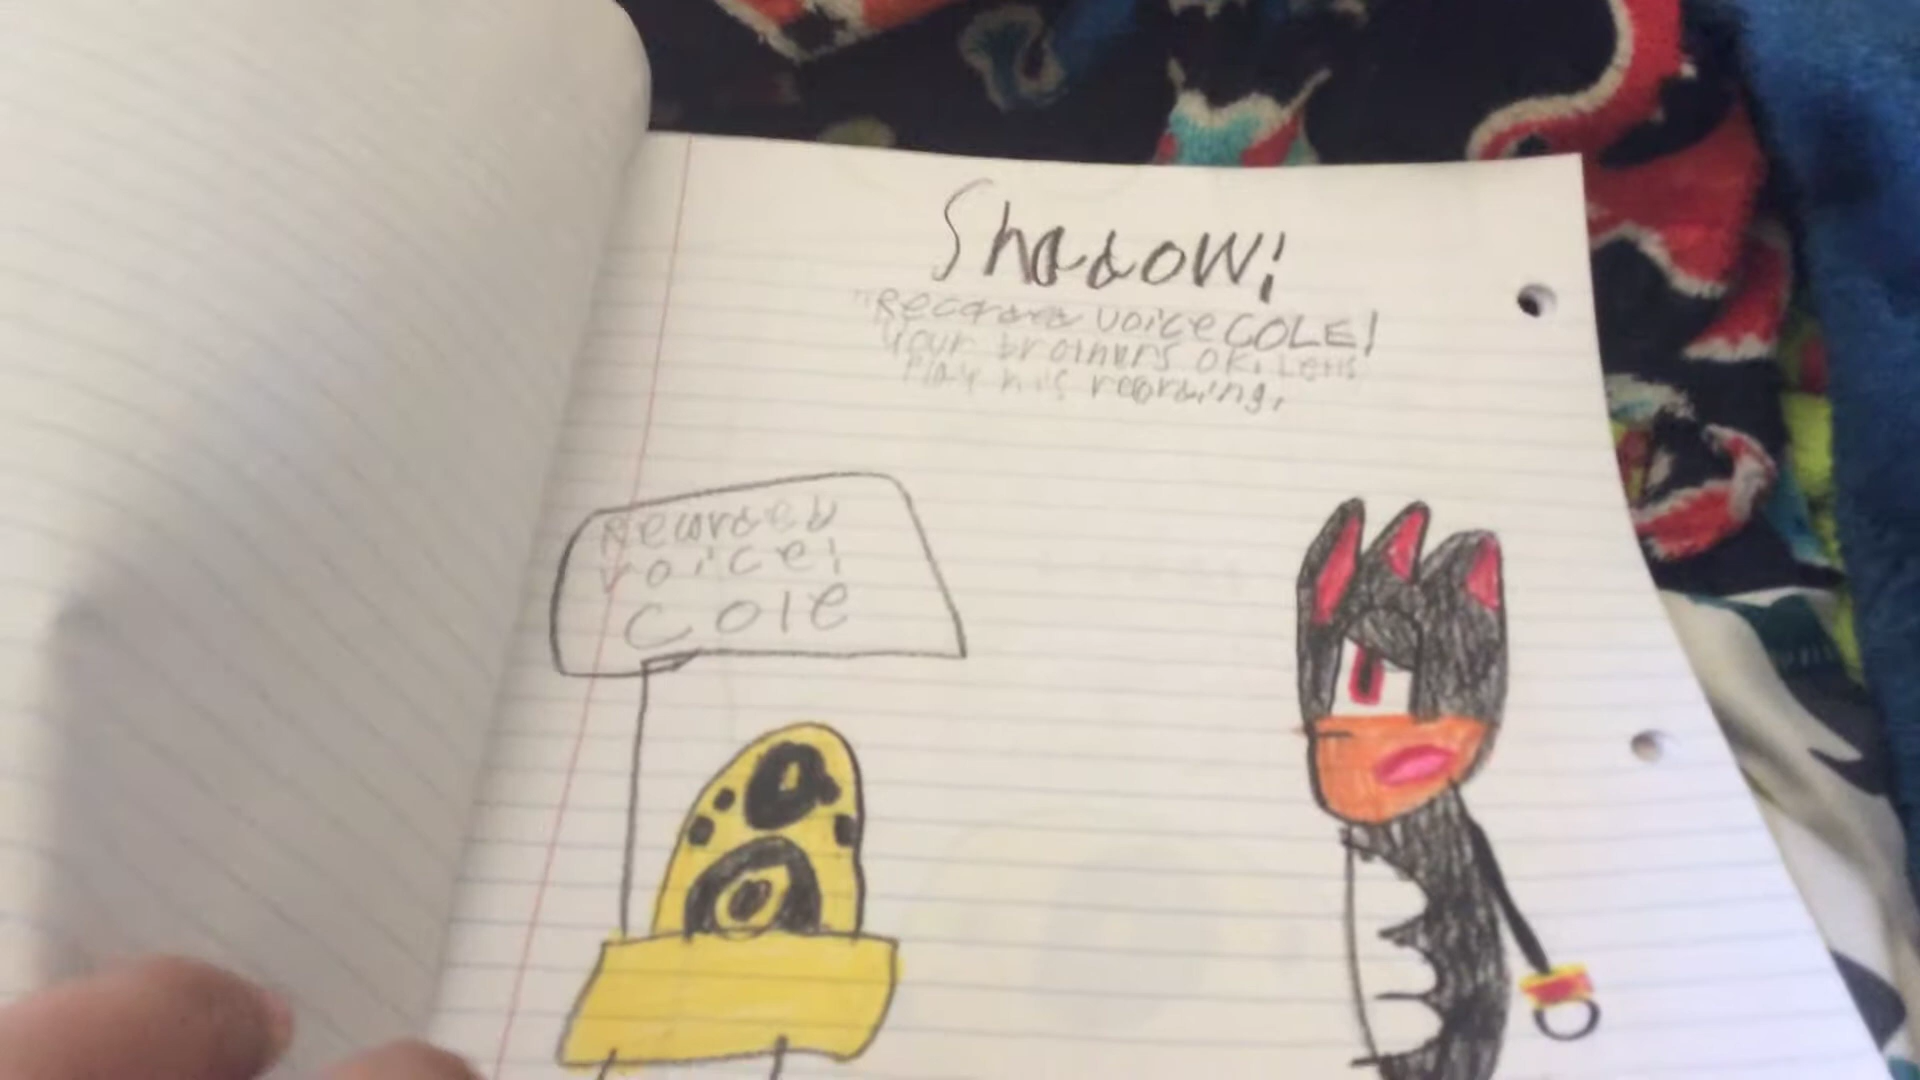 Shadow:
"Recorded voice COLE!
Your brothers ok. Lets
Play his recording.
Recorded
voice:
Cole